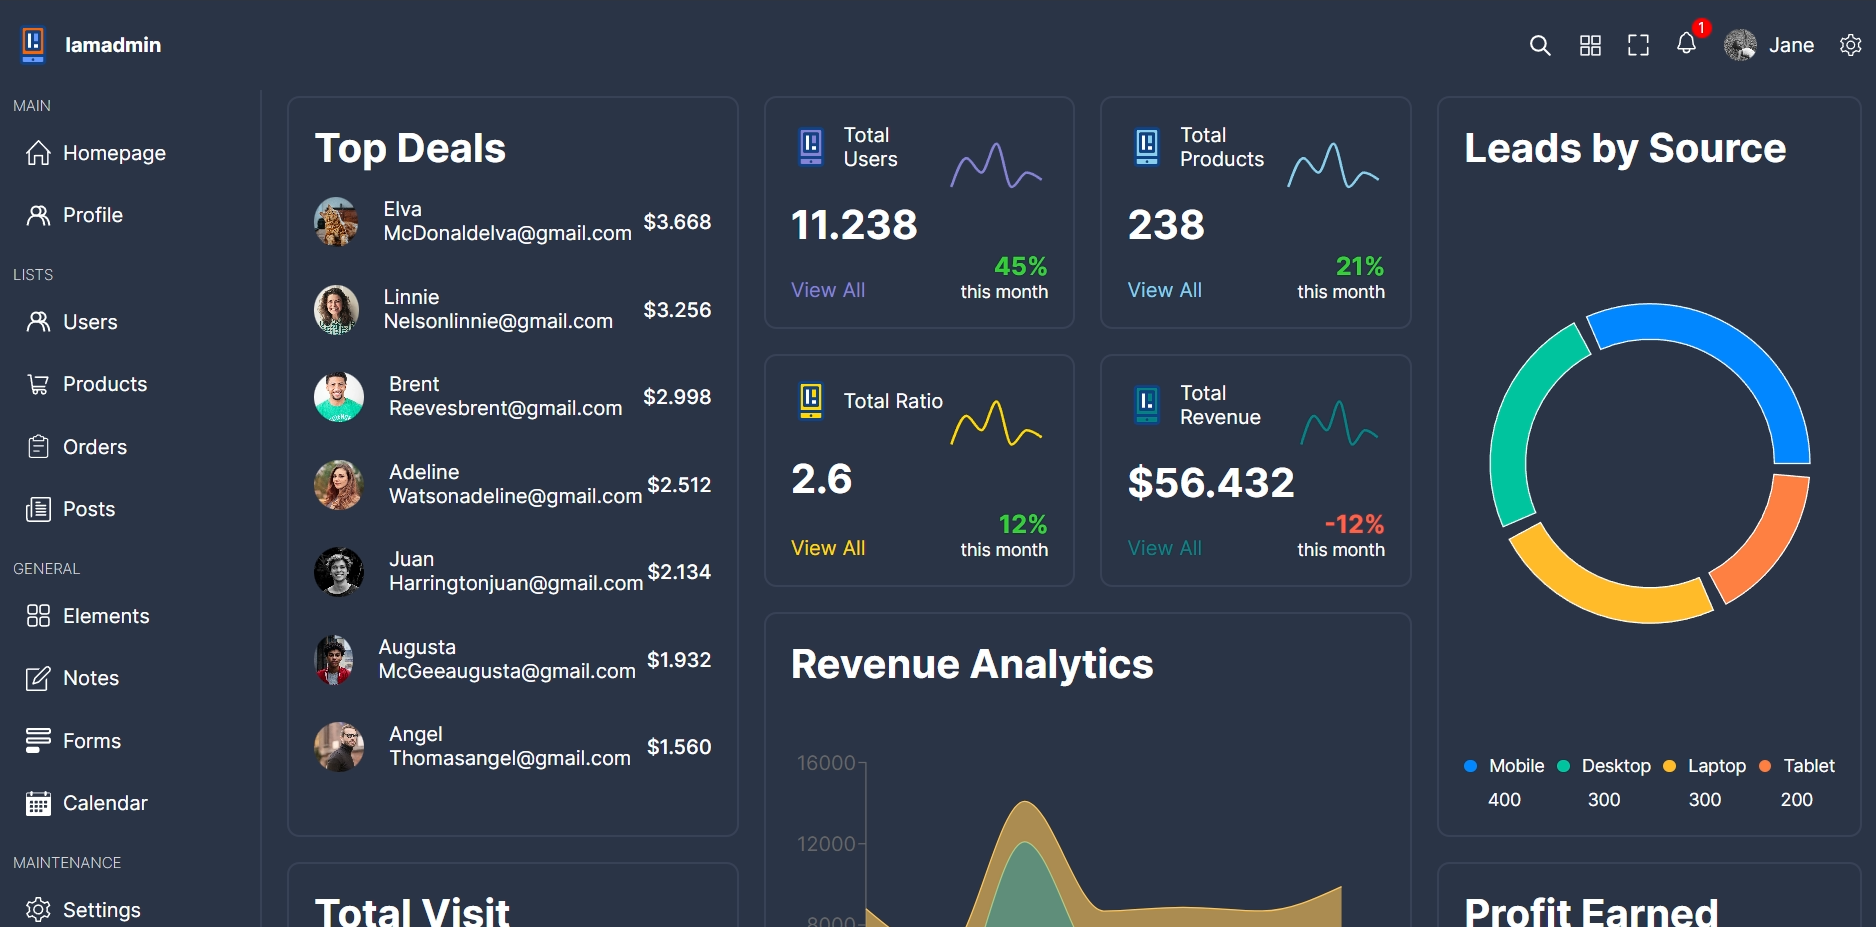 lamadmin
1
Jane
MAIN
Homepage
Profile
LISTS
Users
Products
Orders
Posts
GENERAL
Elements
Notes
Forms
Calendar
MAINTENANCE
Settings
Top Deals
Elva
McDonaldelva@gmail.com
$3.668
Linnie
Nelsonlinnie@gmail.com
$3.256
Brent
Reevesbrent@gmail.com
$2.998
Adeline
Watsonadeline@gmail.com
$2.512
Juan
Harringtonjuan@gmail.com
$2.134
Augusta
McGeeaugusta@gmail.com
$1.932
Angel
Thomasangel@gmail.com
$1.560
Total Visit
Total
Users
11.238
View All
45%
this month
Total
Products
238
View All
21%
this month
Total Ratio
2.6
View All
12%
this month
Total
Revenue
$56.432
View All
-12%
this month
Revenue Analytics
16000
12000
8000
Leads by Source
Mobile
400
Desktop
300
Laptop
300
Tablet
200
Profit Earned